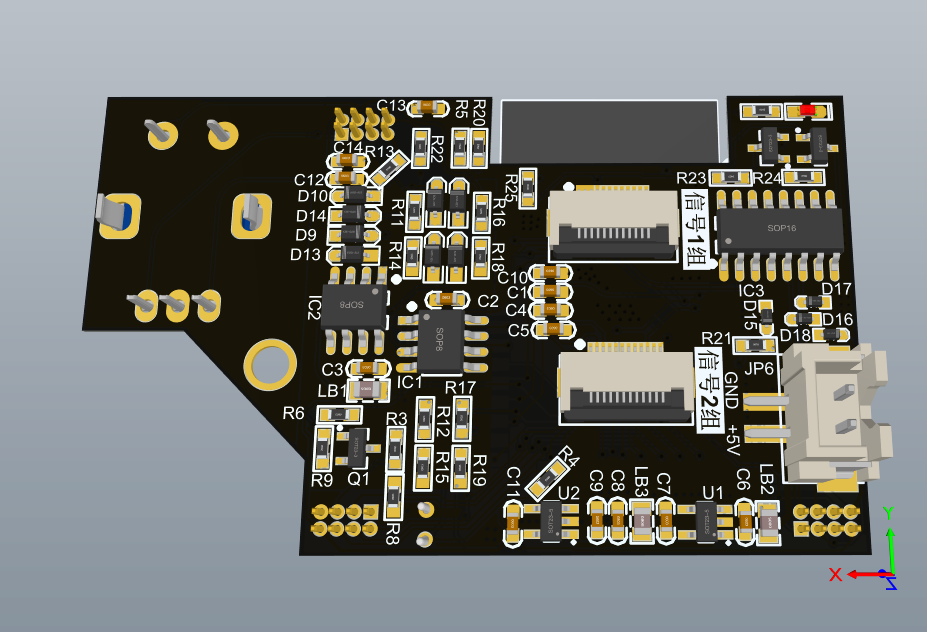 C13
R5
R20
C14
R13
R22
C12
D10
D14
D9
D13
R11
R16
R14
R18
R25
信号1组
R23
R24
SOP16
IC3
D17
D15
D16
D18
R21
JP6
GND
+5V
C10
C1
C4
C5
C2
IC2
SOP8
SOP8
IC1
C3
LB1
R6
R3
R17
R12
R9
Q1
R15
R19
R8
信号2组
R4
C11
U2
C9
C8
LB3
C7
U1
C6
LB2
Y
X
Z